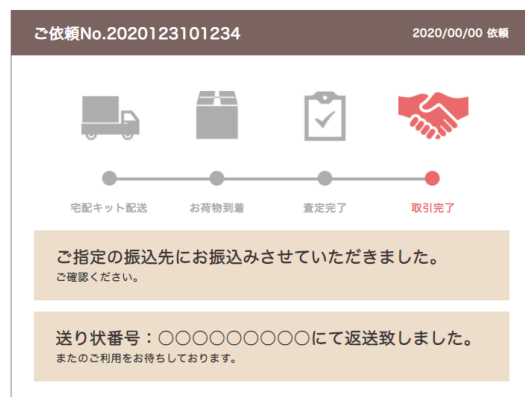 ご依頼No.2020123101234
2020/00/00 依頼
宅配キット配送
お荷物到着
査定完了
取引完了
ご指定の振込先にお振込みさせていただきました。
ご確認ください。
送り状番号：○○○○○○○○○○にて返送致しました。
またのご利用をお待ちしております。